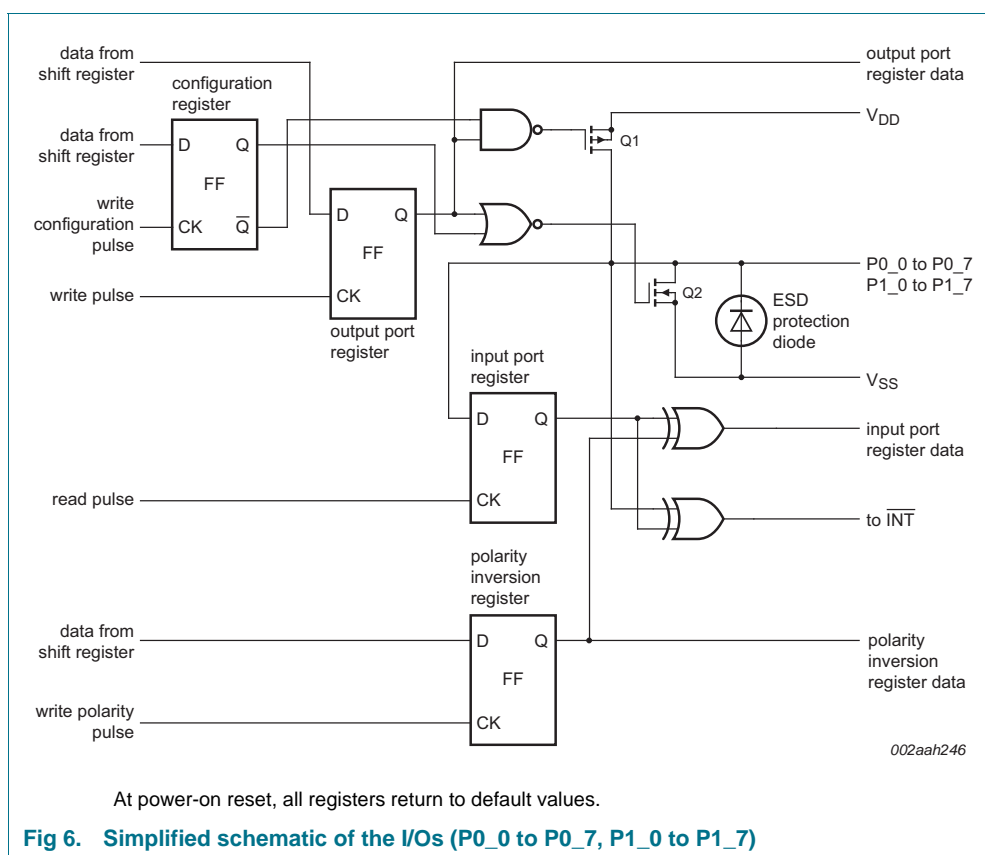 data from
shift register
configuration
register
data from
shift register
D
Q
FF
write
configuration
pulse
CK
Q
D
Q
FF
CK
write pulse
output port
register
output port
register data
VDD
Q1
Q2
P0_0 to P0_7
P1_0 to P1_7
ESD
protection
diode
VSS
input port
register
D
Q
FF
CK
read pulse
input port
register data
to INT
polarity
inversion
register
data from
shift register
D
Q
FF
CK
write polarity
pulse
polarity
inversion
register data
002aah246
At power-on reset, all registers return to default values.
Fig 6. Simplified schematic of the I/Os (P0_0 to P0_7, P1_0 to P1_7)